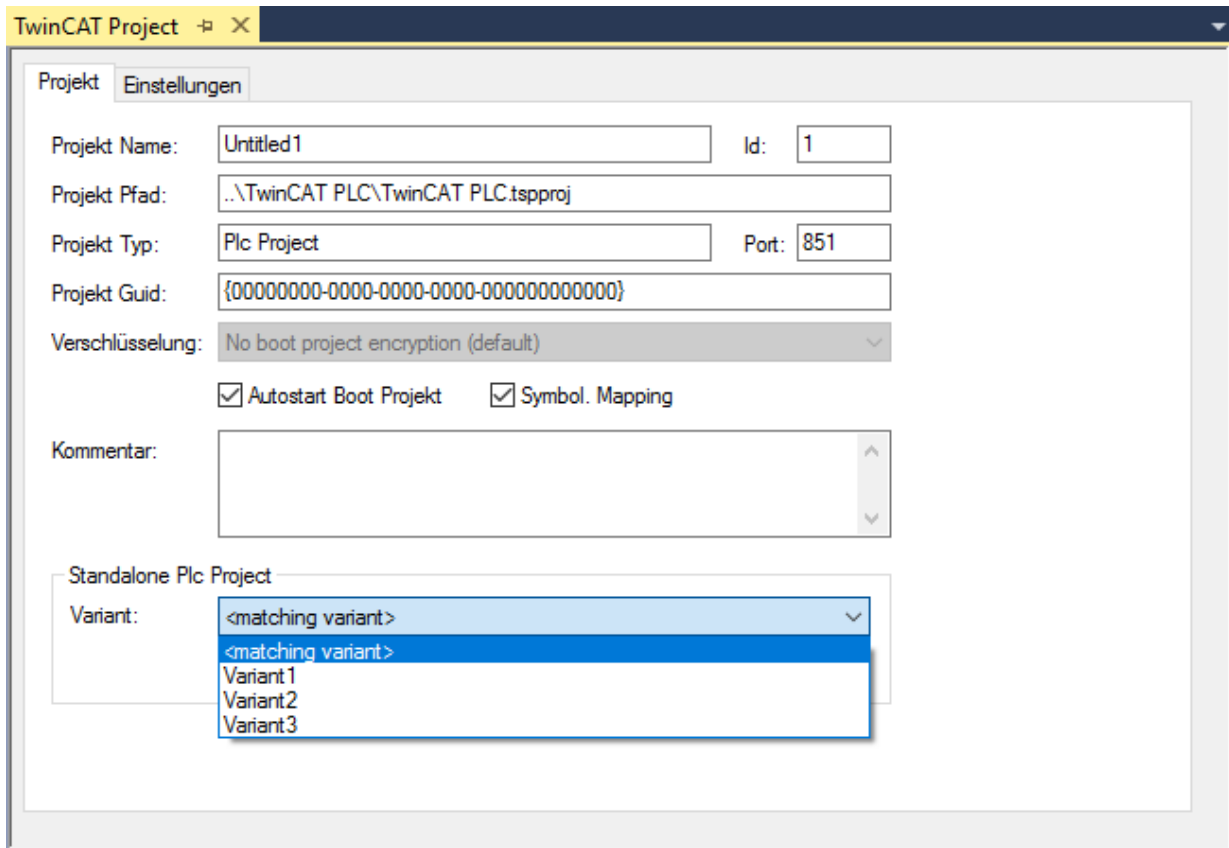 TwinCAT Project
Projekt Einstellungen
Projekt Name: Untitled1 Id: 1
Projekt Pfad: ..\TwinCAT PLC\TwinCAT PLC.tspproj
Projekt Typ: Plc Project Port: 851
Projekt Guid: {00000000-0000-0000-0000-000000000000}
Verschlüsselung: No boot project encryption (default)
Autostart Boot Projekt Symbol. Mapping
Kommentar:
Standalone Plc Project
Variant: <matching variant>
<matching variant>
Variant1
Variant2
Variant3